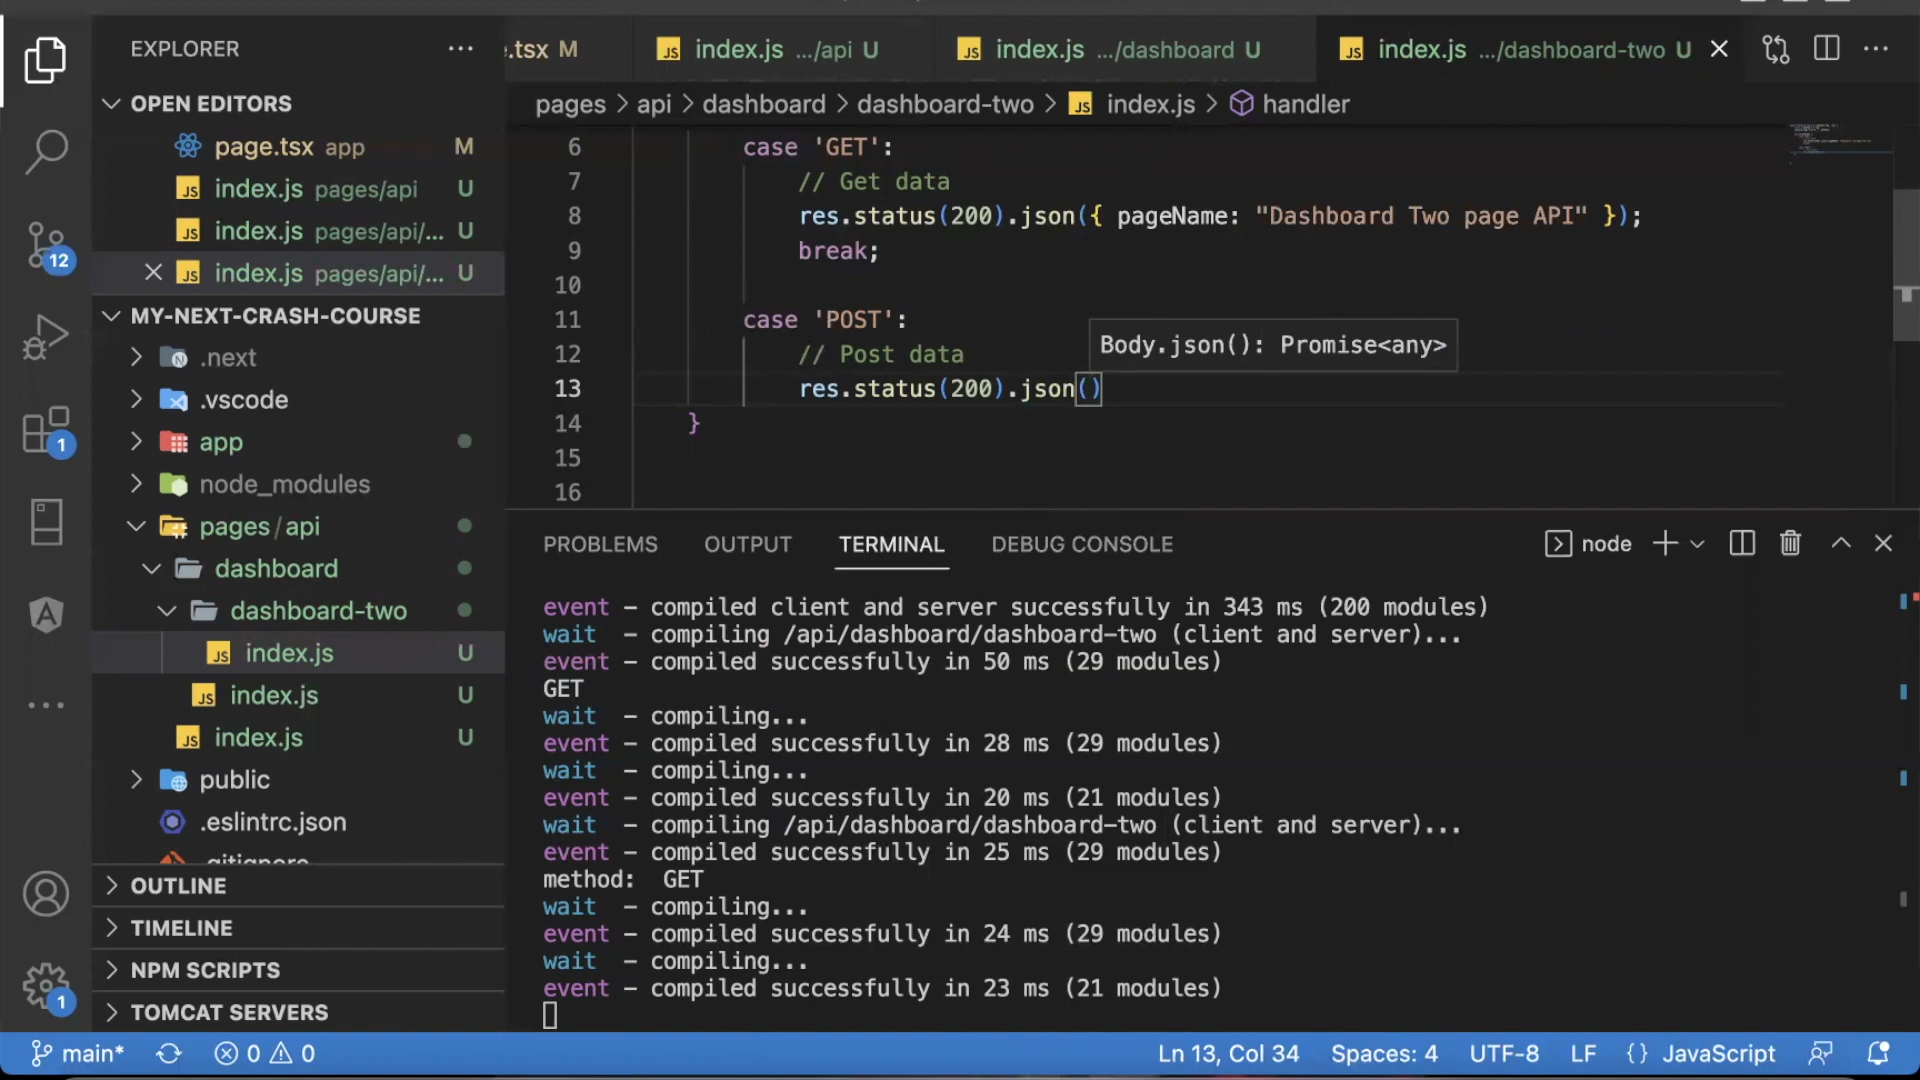 EXPLORER
.tsx M
index.js .../api U
index.js .../dashboard U
index.js .../dashboard-two U
OPEN EDITORS
page.tsx app M
index.js pages/api U
index.js pages/api/... U
index.js pages/api/... U
MY-NEXT-CRASH-COURSE
.next
.vscode
app
node_modules
pages/api
dashboard
dashboard-two
index.js U
index.js U
index.js U
public
.eslintrc.json
.gitignore
OUTLINE
TIMELINE
NPM SCRIPTS
TOMCAT SERVERS
12
1
1
pages > api > dashboard > dashboard-two > JS index.js > handler
6 case 'GET':
7 // Get data
8 res.status(200).json({ pageName: "Dashboard Two page API" });
9 break;
10
11 case 'POST':
Body.json(): Promise<any>
12 // Post data
13 res.status(200).json()
14 }
15
16
PROBLEMS OUTPUT TERMINAL DEBUG CONSOLE
node
event - compiled client and server successfully in 343 ms (200 modules)
wait - compiling /api/dashboard/dashboard-two (client and server)...
event - compiled successfully in 50 ms (29 modules)
GET
wait - compiling...
event - compiled successfully in 28 ms (29 modules)
wait - compiling...
event - compiled successfully in 20 ms (21 modules)
wait - compiling /api/dashboard/dashboard-two (client and server)...
event - compiled successfully in 25 ms (29 modules)
method: GET
wait - compiling...
event - compiled successfully in 24 ms (29 modules)
wait - compiling...
event - compiled successfully in 23 ms (21 modules)
main* 0 0 Ln 13, Col 34 Spaces: 4 UTF-8 LF {} JavaScript